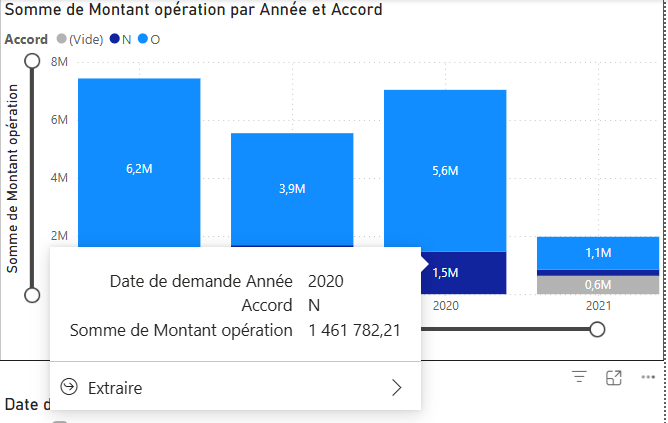 Somme de Montant opération par Année et Accord
Accord (Vide) N O
Somme de Montant opération
8M
6M
4M
2M
6,2M
3,9M
5,6M
1,5M
1,1M
0,6M
2020
2021
Date de demande Année 2020
Accord N
Somme de Montant opération 1 461 782,21
Extraire
Date d